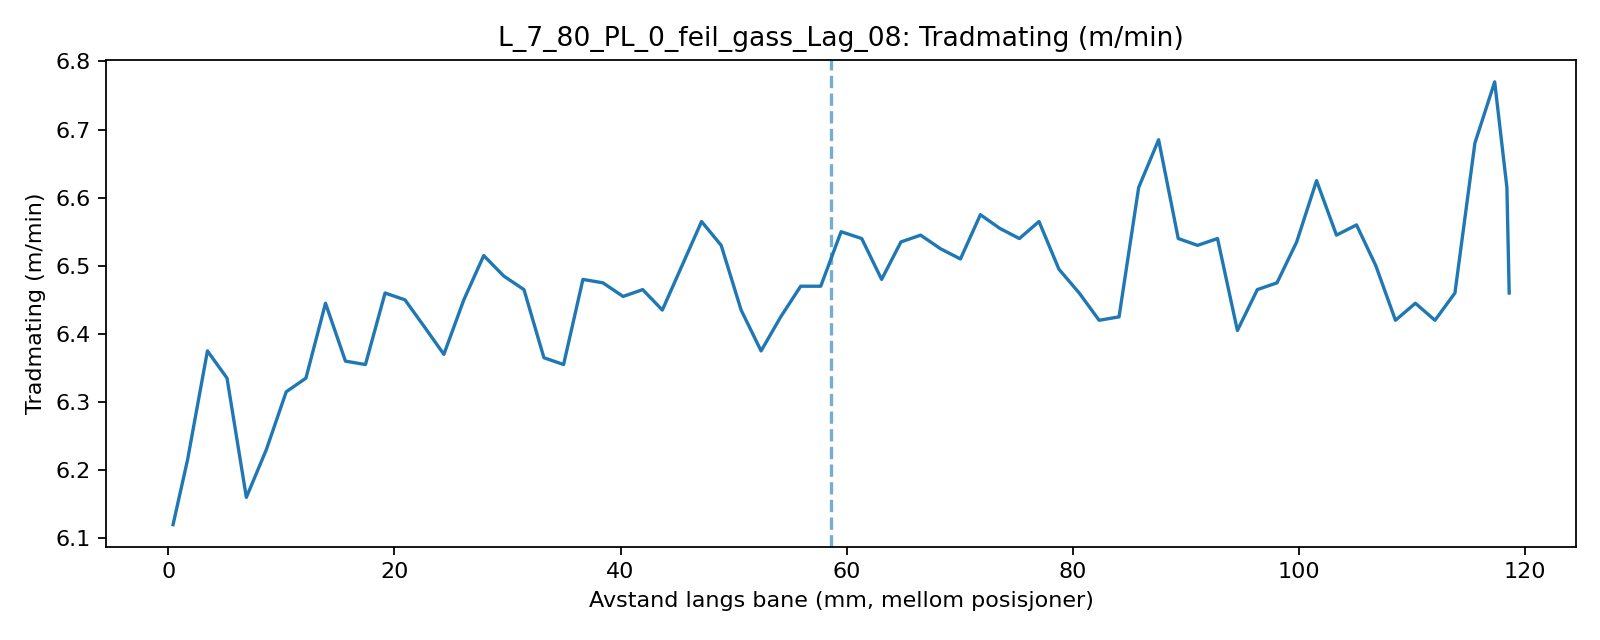 L_7_80_PL_0_feil_gass_Lag_08: Tradmating (m/min)
Tradmating (m/min)
6.8
6.7
6.6
6.5
6.4
6.3
6.2
6.1
0 20 40 60 80 100 120
Avstand langs bane (mm, mellom posisjoner)